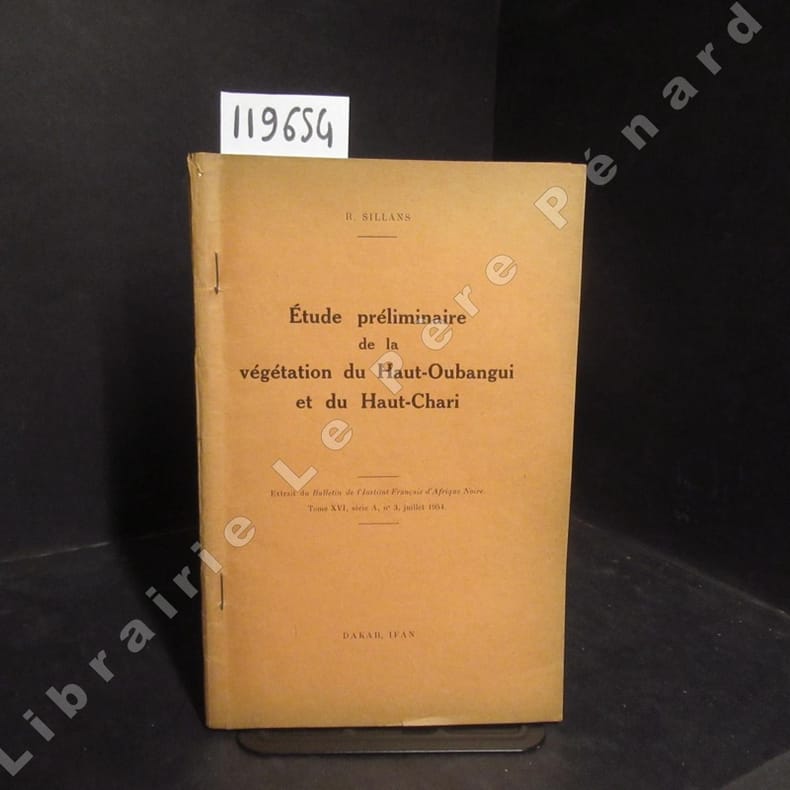 119654
R. SILLANS
Étude préliminaire
de la
végétation du Haut-Oubangui
et du Haut-Chari
Extrait du Bulletin de l'Institut Français d'Afrique Noire.
Tome XVI, série A, n° 3, juillet 1954.
DAKAR, IFAN
Librairie Le Père Pénard